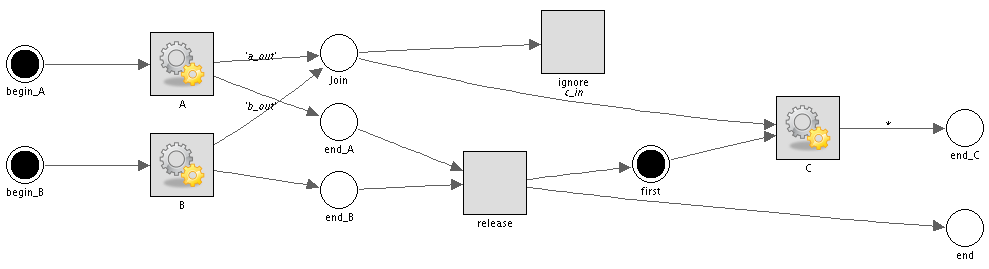 begin_A
A
'a_out'
Join
ignore
c_in
'b_out'
end_A
begin_B
B
end_B
release
first
C
*
end_C
end